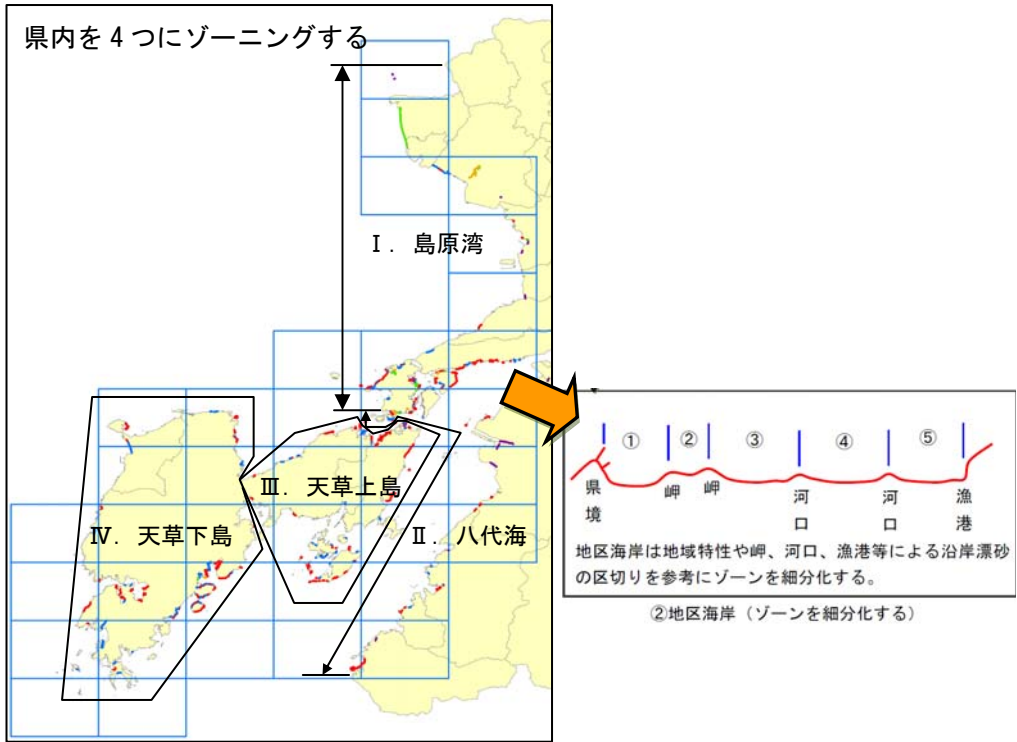 県内を4つにゾーニングする
Ⅰ．島原湾
Ⅲ．天草上島
Ⅳ．天草下島
Ⅱ．八代海
① ② ③ ④ ⑤
県境 岬 岬 河口 河口 漁港
地区海岸は地域特性や岬、河口、漁港等による沿岸漂砂
の区切りを参考にゾーンを細分化する。
②地区海岸（ゾーンを細分化する）